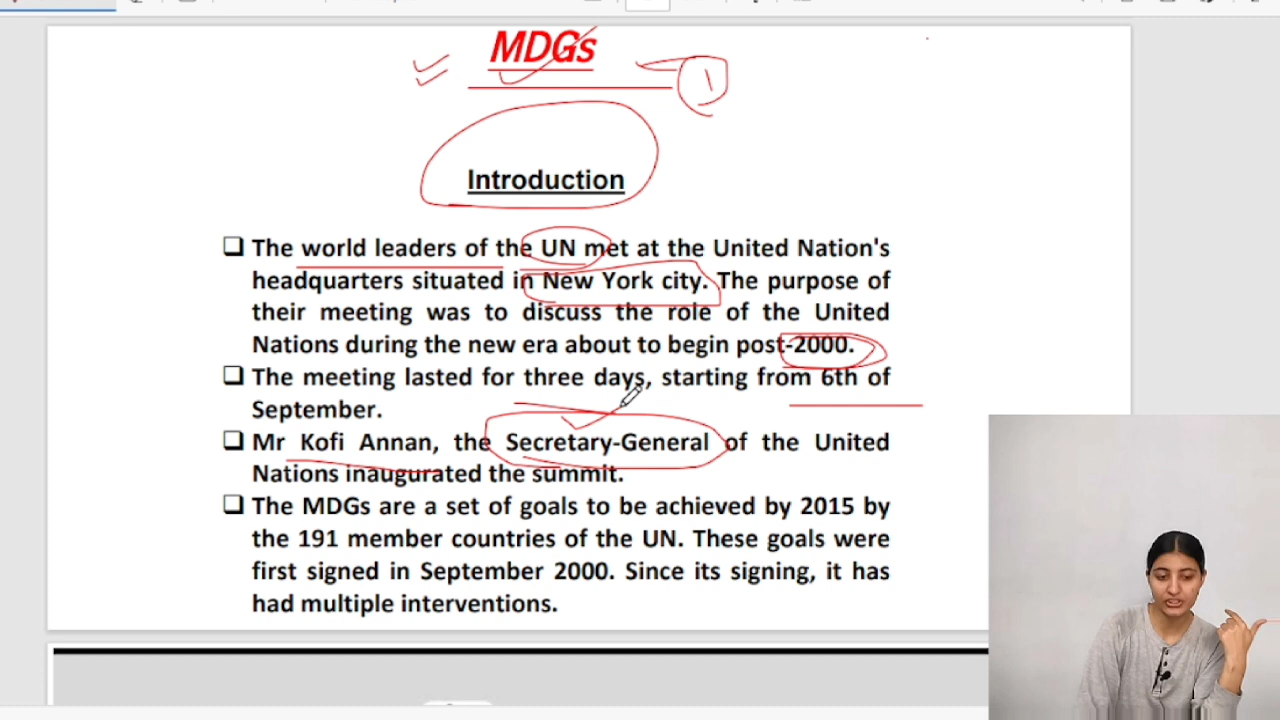 MDGs
1
Introduction
❑ The world leaders of the UN met at the United Nation's
headquarters situated in New York city. The purpose of
their meeting was to discuss the role of the United
Nations during the new era about to begin post-2000.
❑ The meeting lasted for three days, starting from 6th of
September.
❑ Mr Kofi Annan, the Secretary-General of the United
Nations inaugurated the summit.
❑ The MDGs are a set of goals to be achieved by 2015 by
the 191 member countries of the UN. These goals were
first signed in September 2000. Since its signing, it has
had multiple interventions.